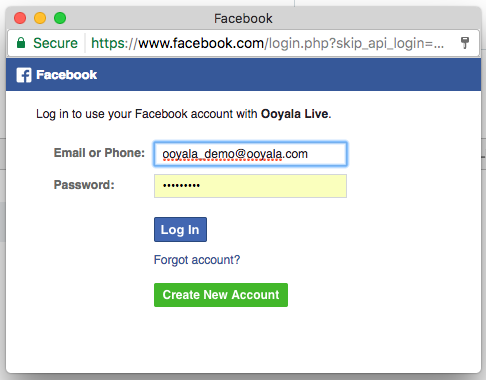 Facebook
Secure https://www.facebook.com/login.php?skip_api_login=...
Facebook
Log in to use your Facebook account with Ooyala Live.
Email or Phone: ooyala_demo@ooyala.com
Password: •••••••••
Log In
Forgot account?
Create New Account